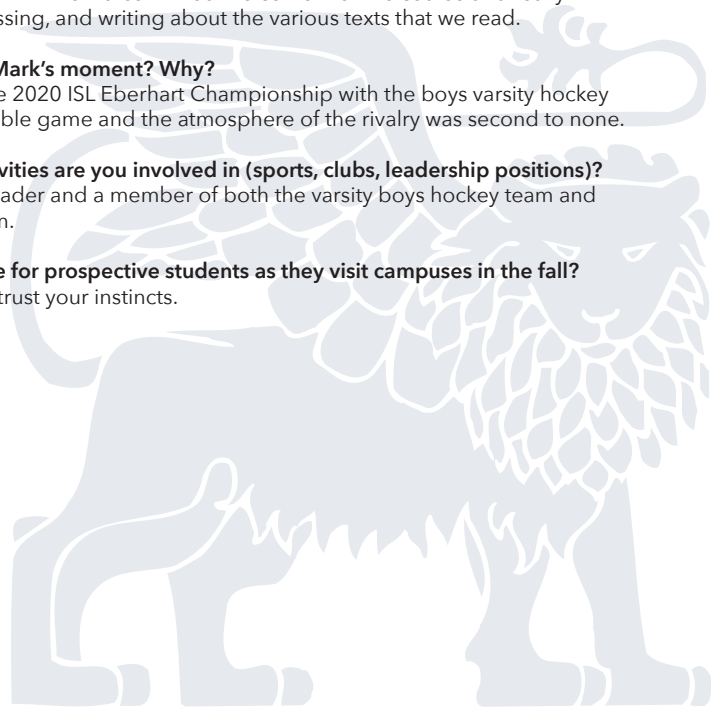 ssing, and writing about the various texts that we read.
Mark’s moment? Why?
e 2020 ISL Eberhart Championship with the boys varsity hockey
ble game and the atmosphere of the rivalry was second to none.
vities are you involved in (sports, clubs, leadership positions)?
ader and a member of both the varsity boys hockey team and
n.
e for prospective students as they visit campuses in the fall?
trust your instincts.